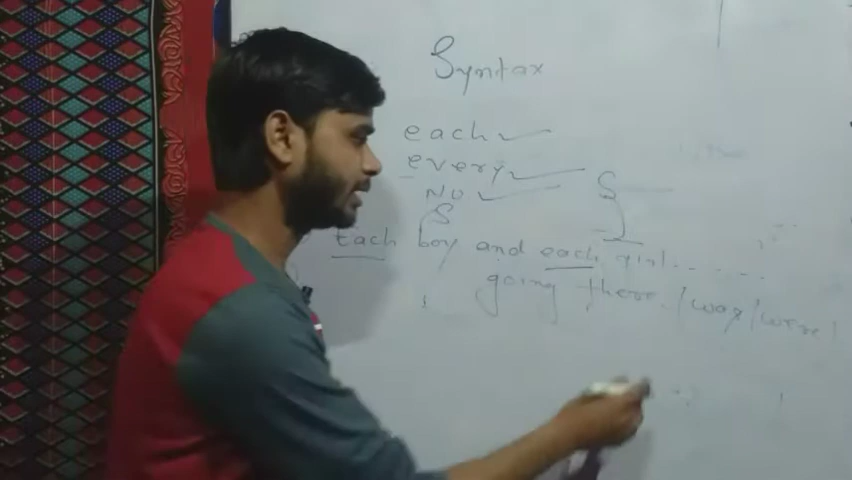 Syntax
each
every
No
S
S
Each boy and each girl.......
going there. (was/were)